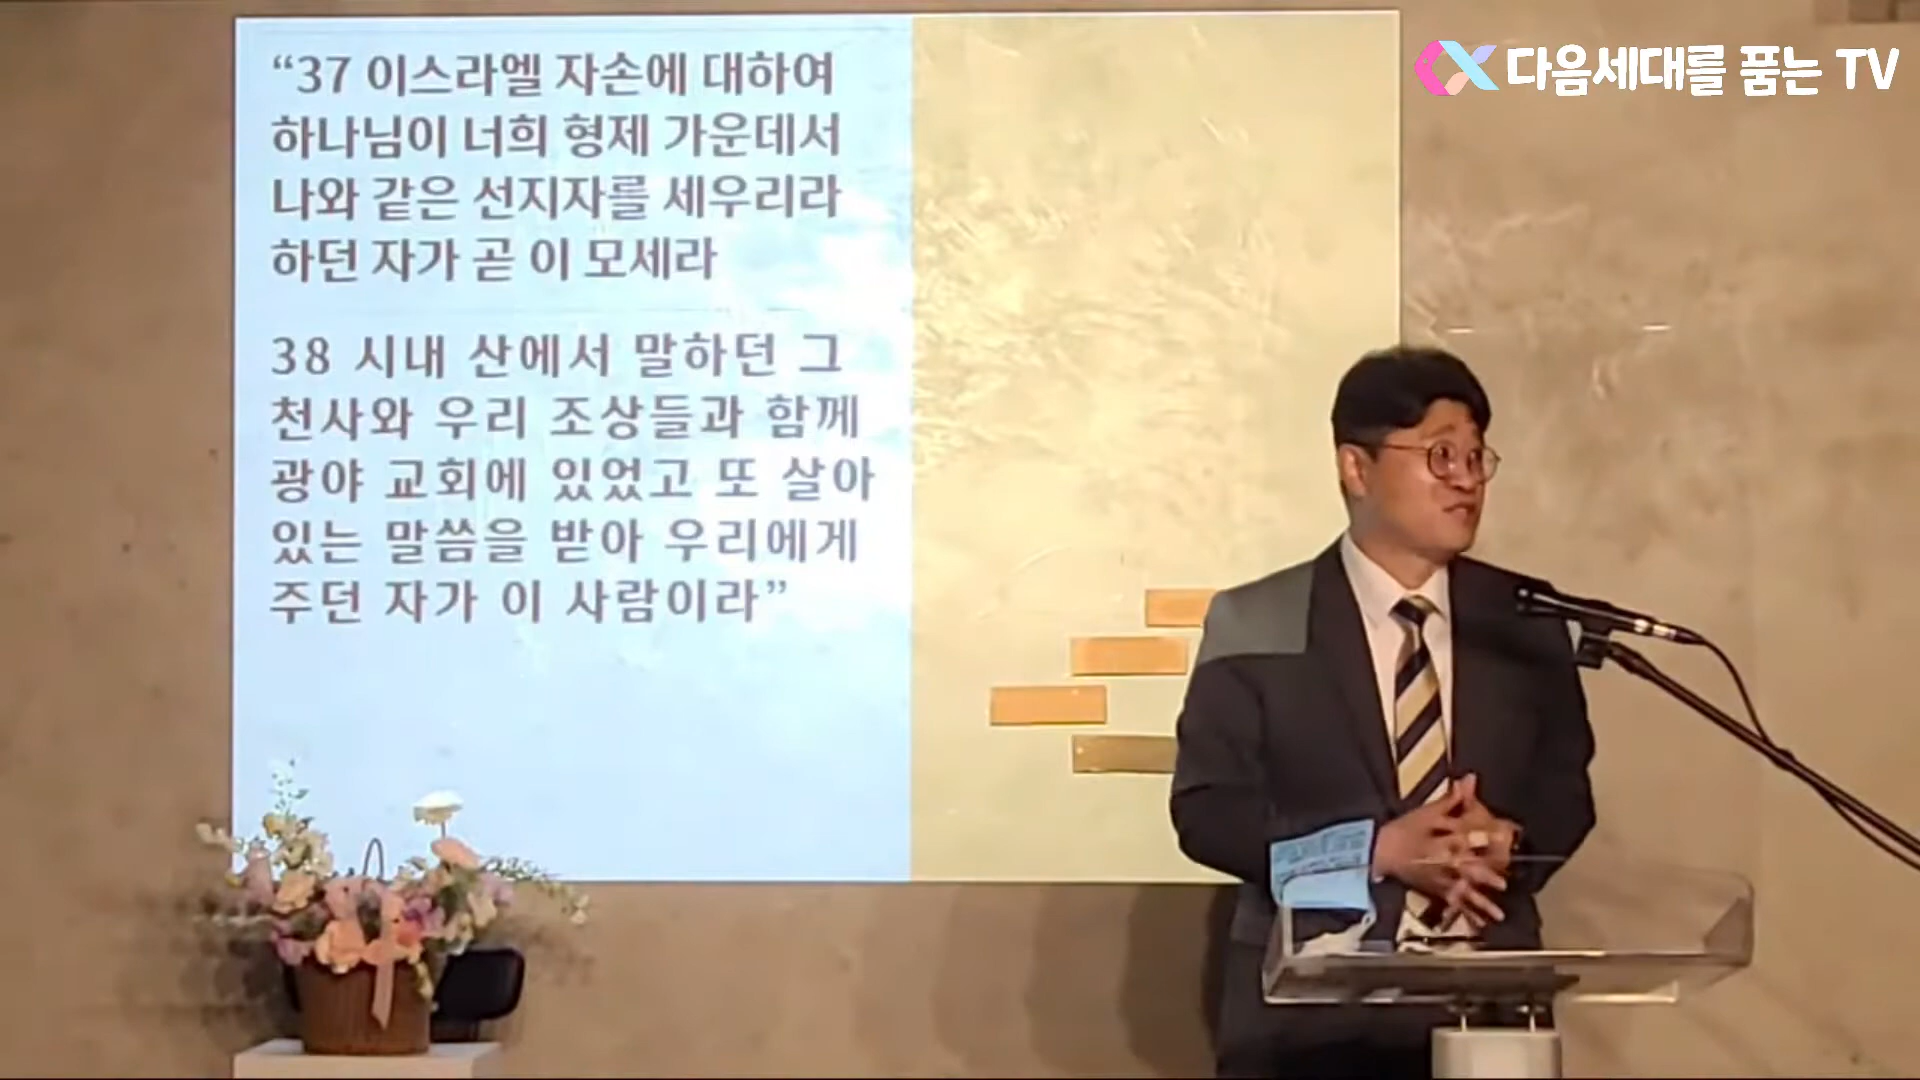 다음세대를 품는 TV
“37 이스라엘 자손에 대하여
하나님이 너희 형제 가운데서
나와 같은 선지자를 세우리라
하던 자가 곧 이 모세라
38 시내 산에서 말하던 그
천사와 우리 조상들과 함께
광야 교회에 있었고 또 살아
있는 말씀을 받아 우리에게
주던 자가 이 사람이라”